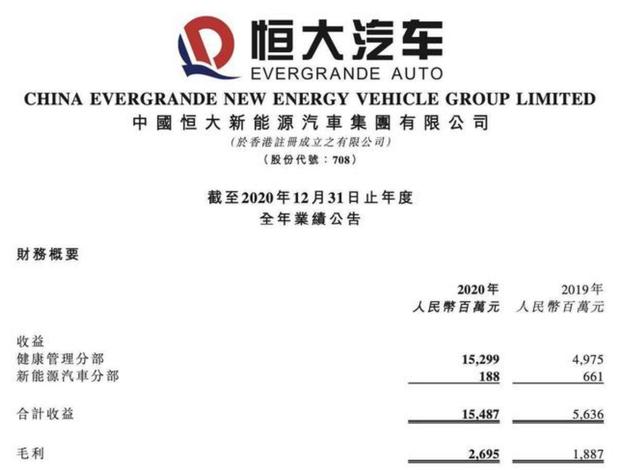 恒大汽车
EVERGRANDE AUTO
CHINA EVERGRANDE NEW ENERGY VEHICLE GROUP LIMITED
中國恒大新能源汽車集團有限公司
(於香港註冊成立之有限公司)
(股份代號：708)
截至2020年12月31日止年度
全年業績公告
財務概要
2020年 2019年
人民幣百萬元 人民幣百萬元
收益
健康管理分部 15,299 4,975
新能源汽車分部 188 661
合計收益 15,487 5,636
毛利 2,695 1,887